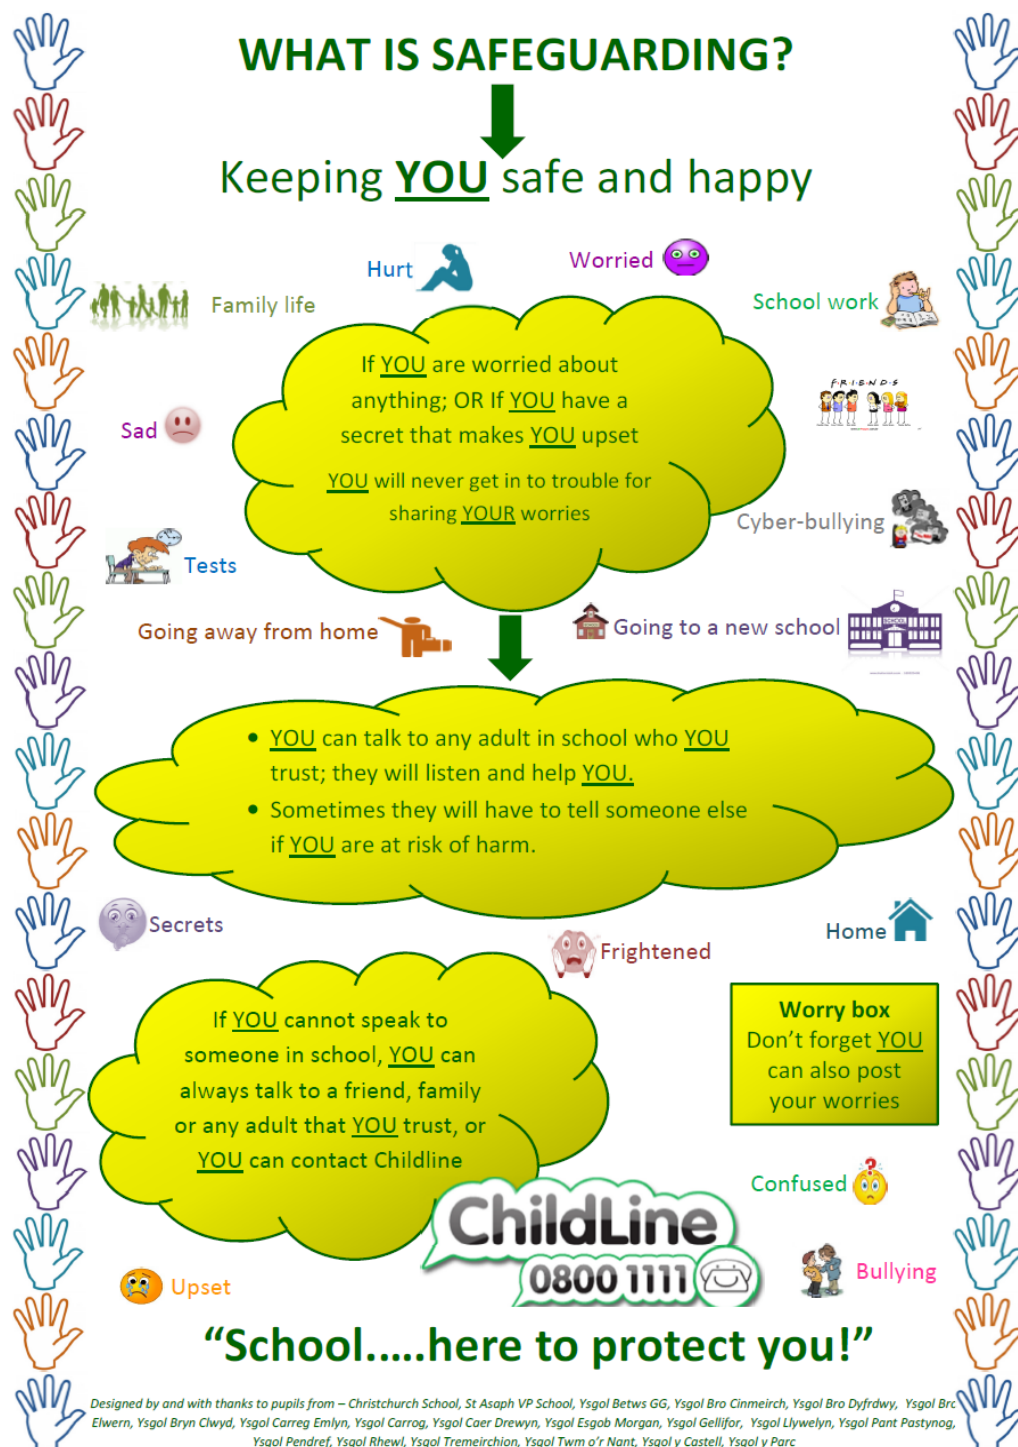 WHAT IS SAFEGUARDING?
Keeping YOU safe and happy
Hurt
Worried
Family life
School work
If YOU are worried about
anything; OR If YOU have a
secret that makes YOU upset
YOU will never get in to trouble for
sharing YOUR worries
F·R·I·E·N·D·S
Sad
Cyber-bullying
Tests
Going away from home
Going to a new school
SCHOOL
• YOU can talk to any adult in school who YOU
trust; they will listen and help YOU.
• Sometimes they will have to tell someone else
if YOU are at risk of harm.
Secrets
Frightened
Home
If YOU cannot speak to
someone in school, YOU can
always talk to a friend, family
or any adult that YOU trust, or
YOU can contact Childline
Worry box
Don't forget YOU
can also post
your worries
Confused
ChildLine
0800 1111
Bullying
Upset
“School.....here to protect you!”
Designed by and with thanks to pupils from – Christchurch School, St Asaph VP School, Ysgol Betws GG, Ysgol Bro Cinmeirch, Ysgol Bro Dyfrdwy, Ysgol Bro
Elwern, Ysgol Bryn Clwyd, Ysgol Carreg Emlyn, Ysgol Carrog, Ysgol Caer Drewyn, Ysgol Esgob Morgan, Ysgol Gellifor, Ysgol Llywelyn, Ysgol Pant Pastynog,
Ysgol Pendref, Ysgol Rhewl, Ysgol Tremeirchion, Ysgol Twm o'r Nant, Ysgol y Castell, Ysgol y Parc